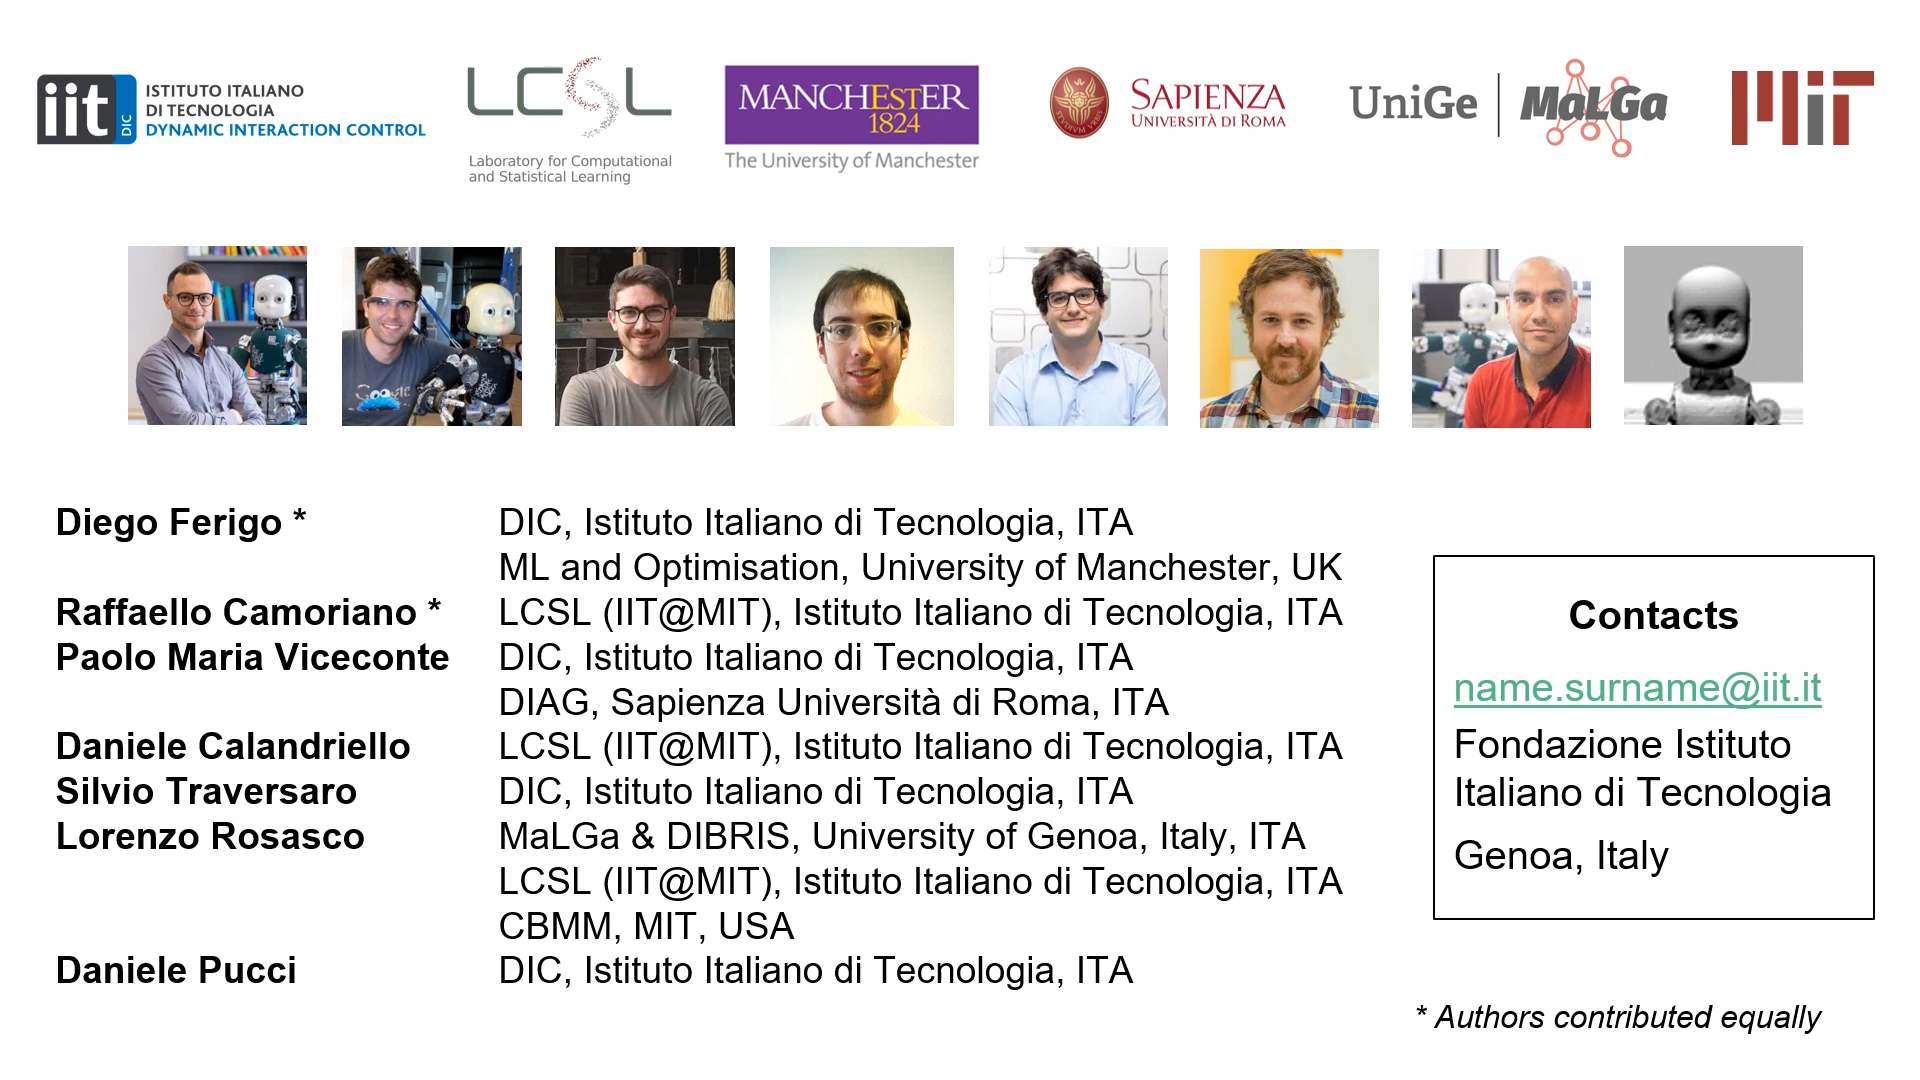 iit DIC ISTITUTO ITALIANO
DI TECNOLOGIA
DYNAMIC INTERACTION CONTROL
LCSL
Laboratory for Computational
and Statistical Learning
MANCHESTER
1824
The University of Manchester
SAPIENZA
UNIVERSITÀ DI ROMA
UniGe | MaLGa
MIT
Google
Diego Ferigo * DIC, Istituto Italiano di Tecnologia, ITA
ML and Optimisation, University of Manchester, UK
Raffaello Camoriano * LCSL (IIT@MIT), Istituto Italiano di Tecnologia, ITA
Paolo Maria Viceconte DIC, Istituto Italiano di Tecnologia, ITA
DIAG, Sapienza Università di Roma, ITA
Daniele Calandriello LCSL (IIT@MIT), Istituto Italiano di Tecnologia, ITA
Silvio Traversaro DIC, Istituto Italiano di Tecnologia, ITA
Lorenzo Rosasco MaLGa & DIBRIS, University of Genoa, Italy, ITA
LCSL (IIT@MIT), Istituto Italiano di Tecnologia, ITA
CBMM, MIT, USA
Daniele Pucci DIC, Istituto Italiano di Tecnologia, ITA
Contacts
name.surname@iit.it
Fondazione Istituto
Italiano di Tecnologia
Genoa, Italy
* Authors contributed equally